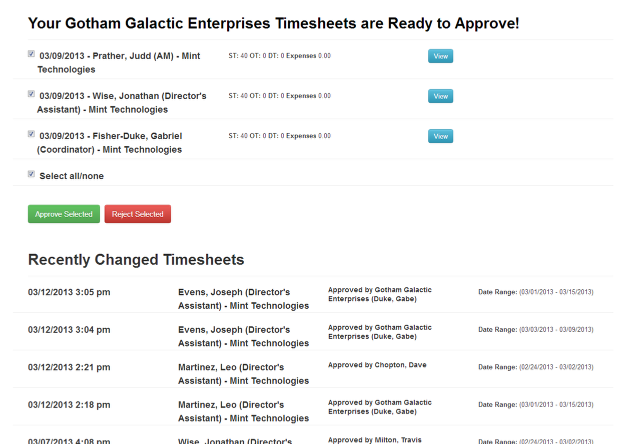 Your Gotham Galactic Enterprises Timesheets are Ready to Approve!
03/09/2013 - Prather, Judd (AM) - Mint
Technologies
ST: 40 OT: 0 DT: 0 Expenses 0.00
View
03/09/2013 - Wise, Jonathan (Director's
Assistant) - Mint Technologies
ST: 40 OT: 0 DT: 0 Expenses 0.00
View
03/09/2013 - Fisher-Duke, Gabriel
(Coordinator) - Mint Technologies
ST: 40 OT: 0 DT: 0 Expenses 0.00
View
Select all/none
Approve Selected Reject Selected
Recently Changed Timesheets
03/12/2013 3:05 pm
Evens, Joseph (Director's
Assistant) - Mint Technologies
Approved by Gotham Galactic
Enterprises (Duke, Gabe)
Date Range: (03/01/2013 - 03/15/2013)
03/12/2013 3:04 pm
Evens, Joseph (Director's
Assistant) - Mint Technologies
Approved by Gotham Galactic
Enterprises (Duke, Gabe)
Date Range: (03/03/2013 - 03/09/2013)
03/12/2013 2:21 pm
Martinez, Leo (Director's
Assistant) - Mint Technologies
Approved by Chopton, Dave
Date Range: (02/24/2013 - 03/02/2013)
03/12/2013 2:18 pm
Martinez, Leo (Director's
Assistant) - Mint Technologies
Approved by Gotham Galactic
Enterprises (Duke, Gabe)
Date Range: (03/01/2013 - 03/15/2013)
03/07/2013 4:08 pm
Wise, Jonathan (Director's
Approved by Milton, Travis
Date Range: (02/24/2013 - 03/02/2013)